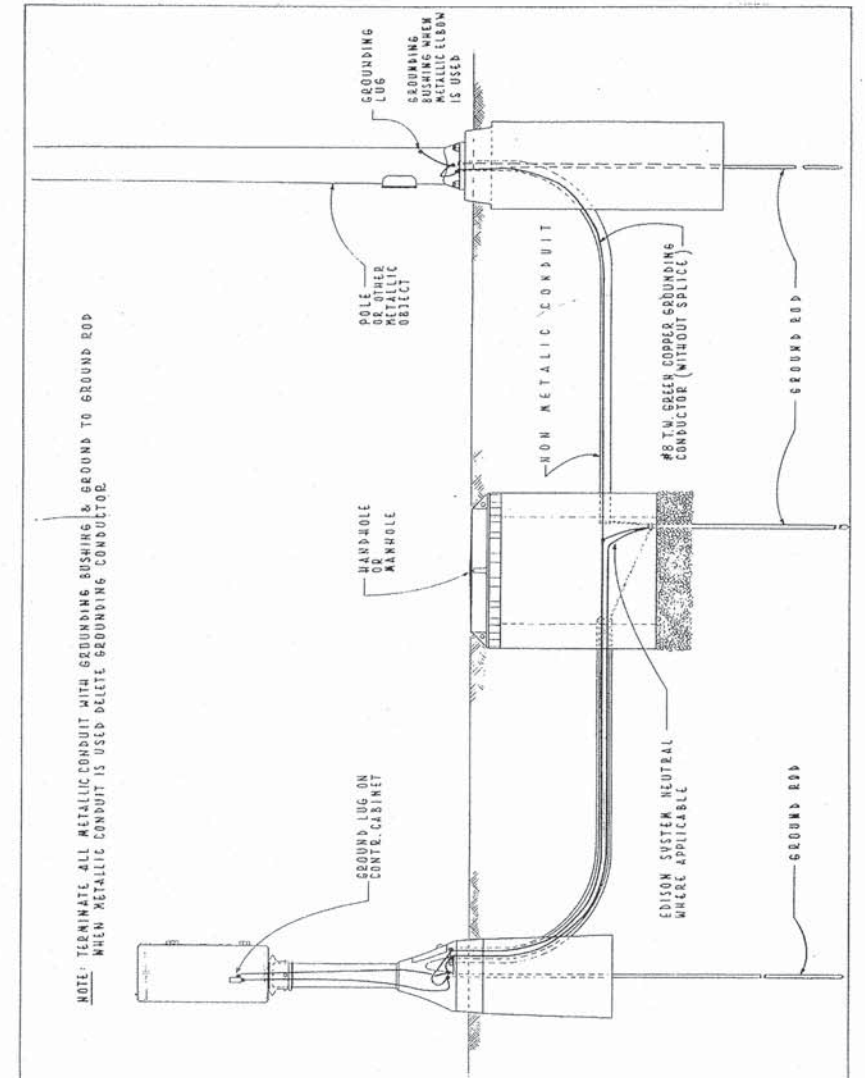 NOTE: TERMINATE ALL METALLIC CONDUIT WITH GROUNDING BUSHING & GROUND TO GROUND ROD
WHEN METALLIC CONDUIT IS USED DELETE GROUNDING CONDUCTOR
GROUND LUG ON
CONTR. CABINET
HANDHOLE
OR
MANHOLE
POLE
OR OTHER
METALLIC
OBJECT
GROUNDING
LUG
GROUNDING
BUSHING WHEN
METALLIC ELBOW
IS USED
NON METALIC CONDUIT
#8 T.W. GREEN COPPER GROUNDING
CONDUCTOR (WITHOUT SPLICE)
EDISON SYSTEM NEUTRAL
WHERE APPLICABLE
GROUND ROD
GROUND ROD